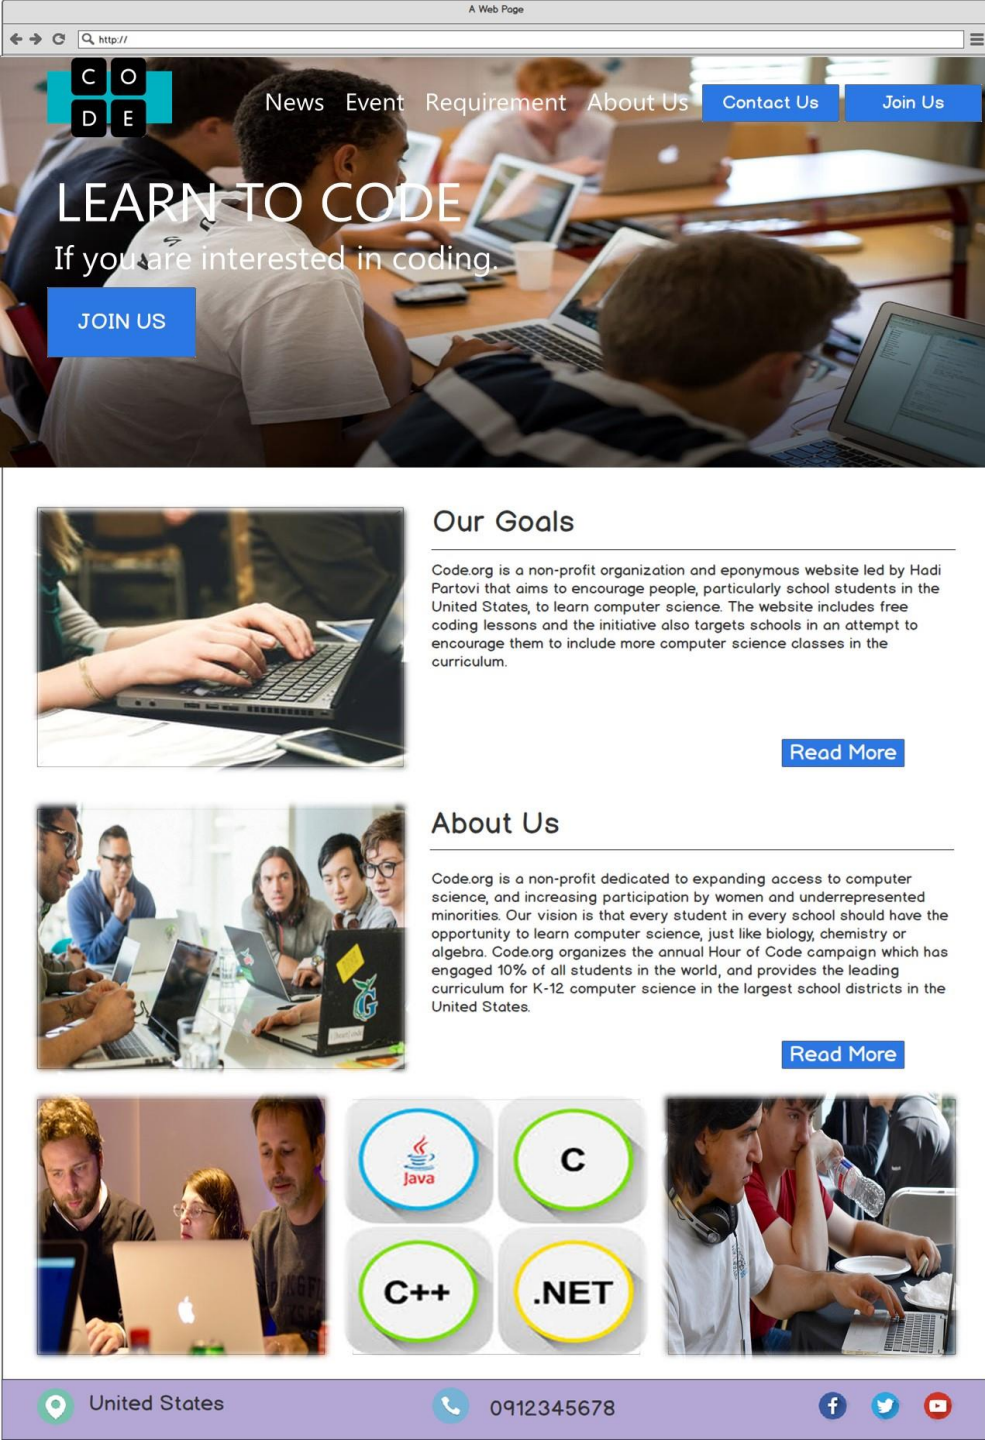 A Web Page
http://
C O
D E
News Event Requirement About Us Contact Us Join Us
LEARN TO CODE
If you are interested in coding.
JOIN US
Our Goals
Code.org is a non-profit organization and eponymous website led by Hadi
Partovi that aims to encourage people, particularly school students in the
United States, to learn computer science. The website includes free
coding lessons and the initiative also targets schools in an attempt to
encourage them to include more computer science classes in the
curriculum.
Read More
About Us
Code.org is a non-profit dedicated to expanding access to computer
science, and increasing participation by women and underrepresented
minorities. Our vision is that every student in every school should have the
opportunity to learn computer science, just like biology, chemistry or
algebra. Code.org organizes the annual Hour of Code campaign which has
engaged 10% of all students in the world, and provides the leading
curriculum for K-12 computer science in the largest school districts in the
United States.
Read More
Java
C
C++
.NET
United States
0912345678